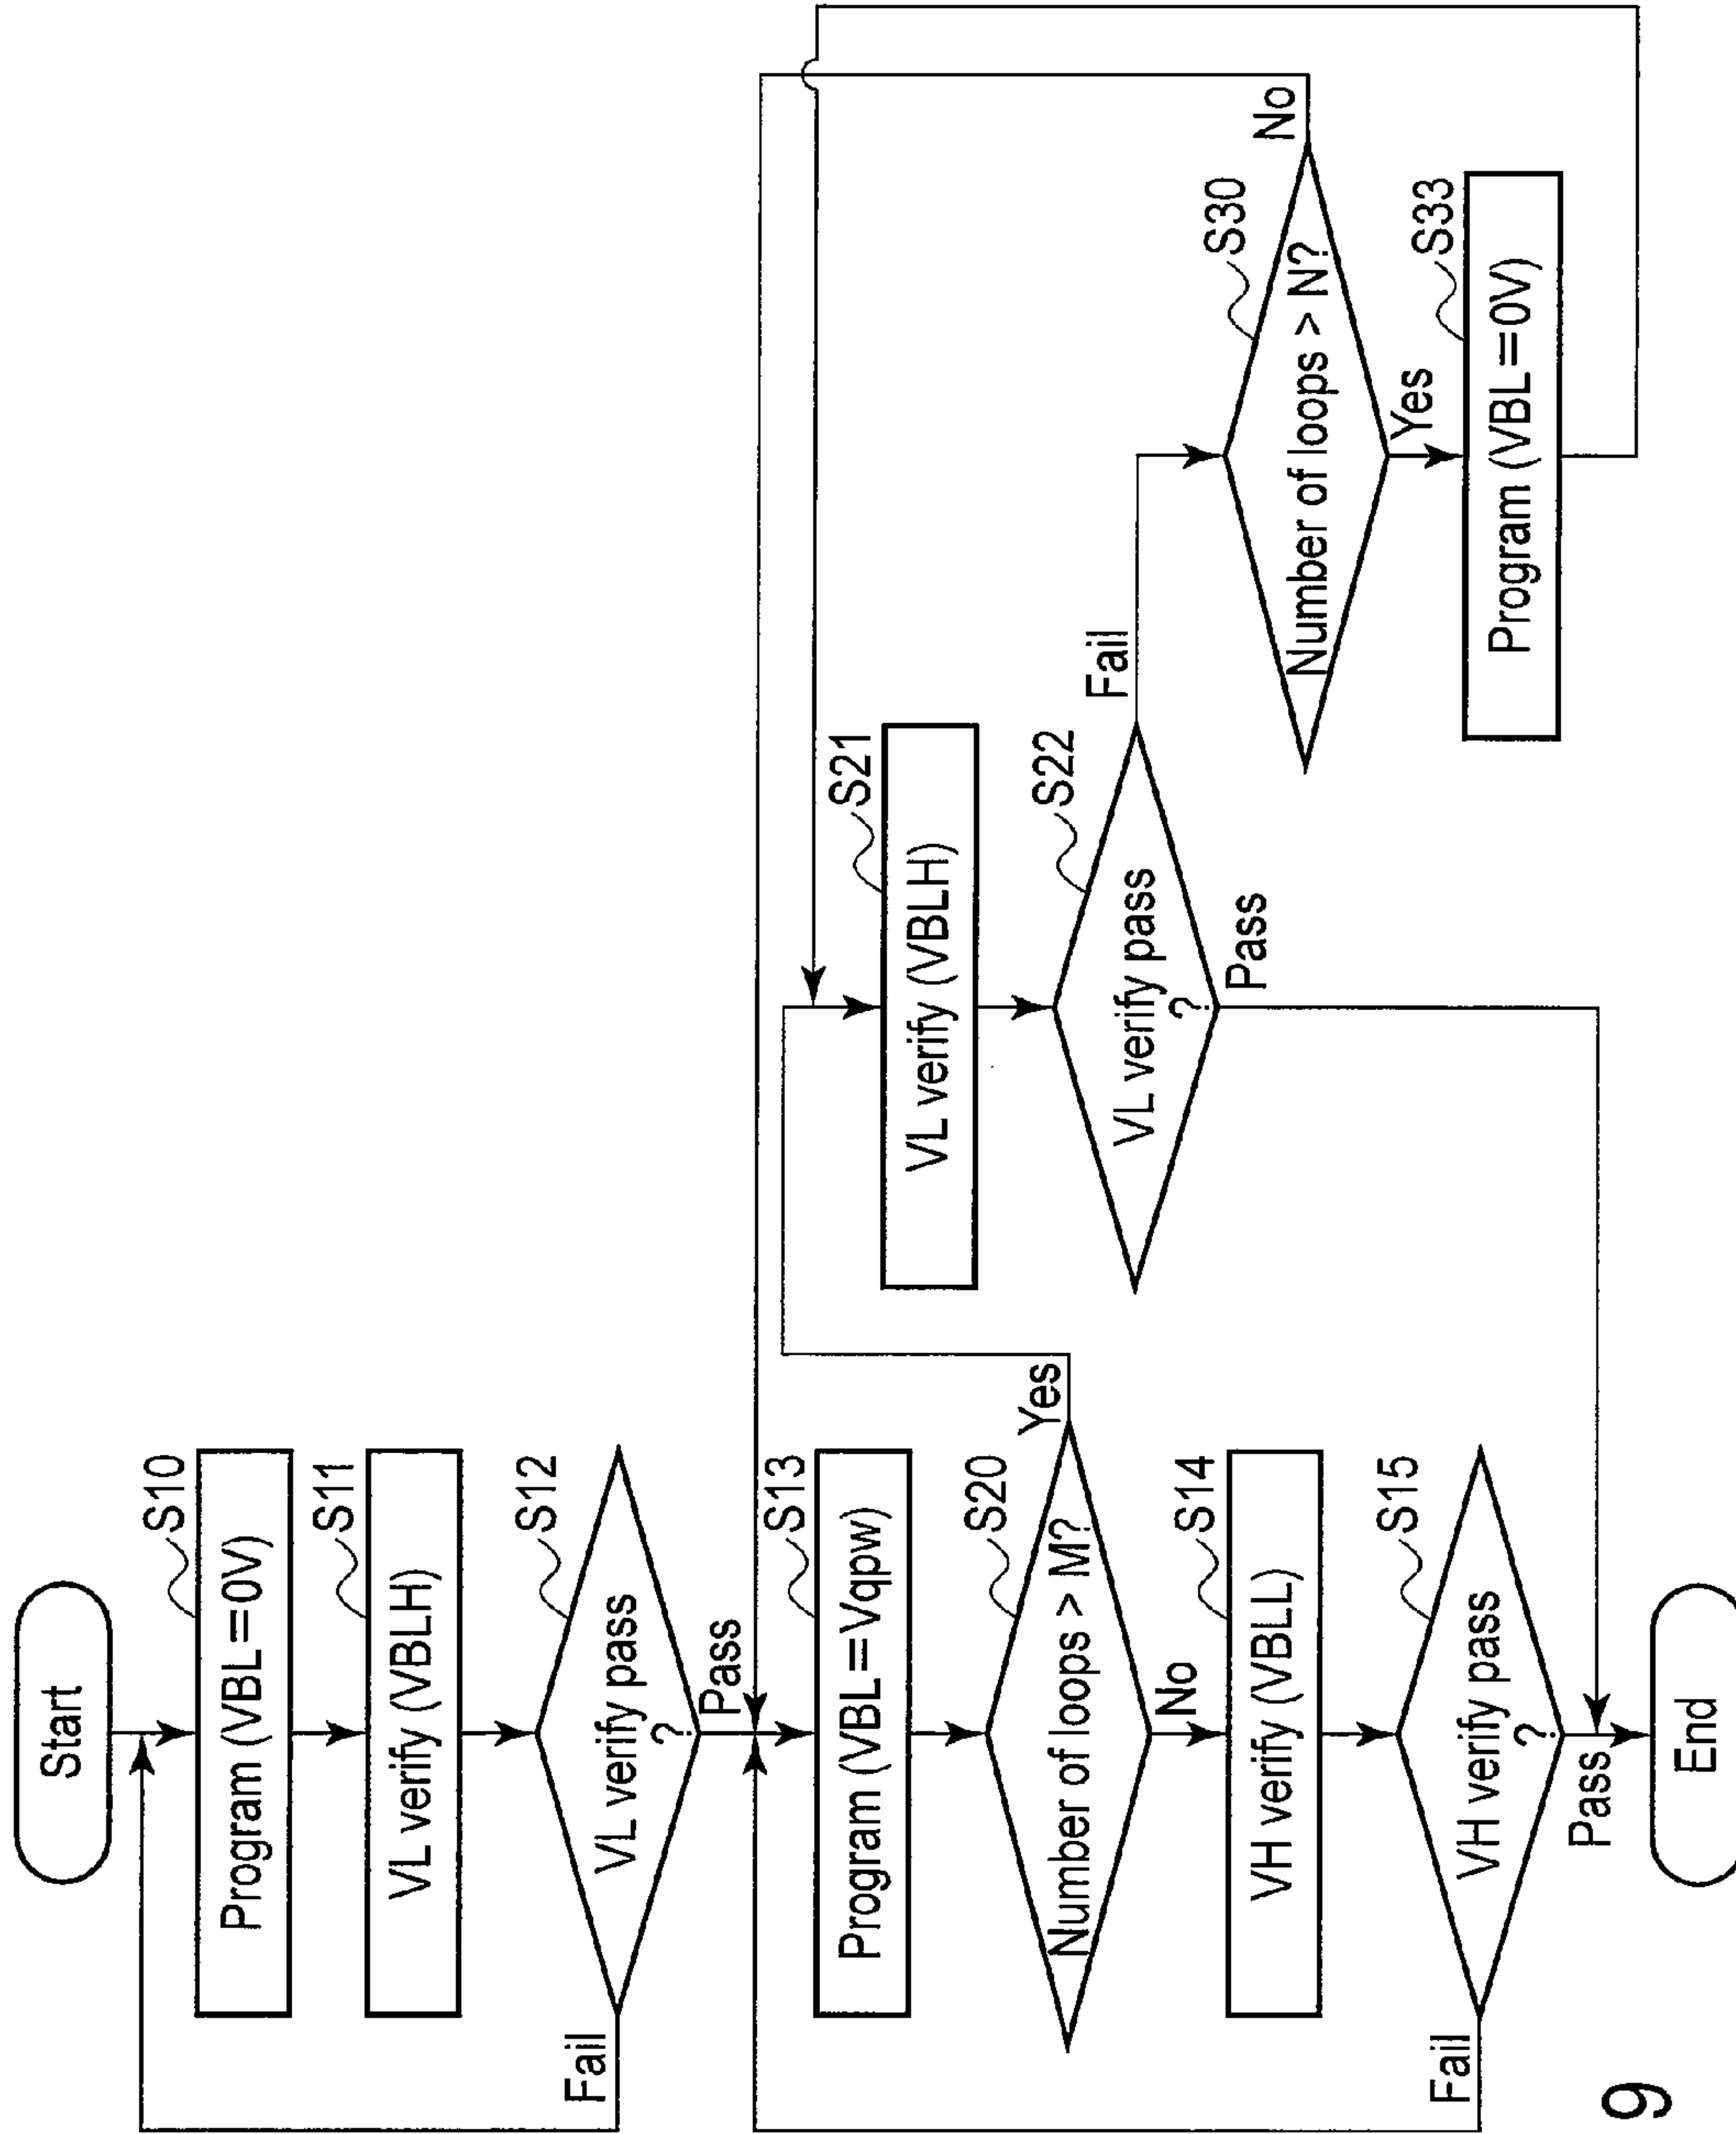 Start
S10
Program (VBL=0V)
S11
VL verify (VBLH)
S12
VL verify pass
?
Fail
Pass
S13
Program (VBL=Vqpw)
S20
Number of loops > M?
Yes
No
S14
VH verify (VBLL)
S15
VH verify pass
?
Fail
Pass
End
S21
VL verify (VBLH)
S22
VL verify pass
?
Fail
Pass
S30
Number of loops > N?
No
Yes
S33
Program (VBL=0V)
9